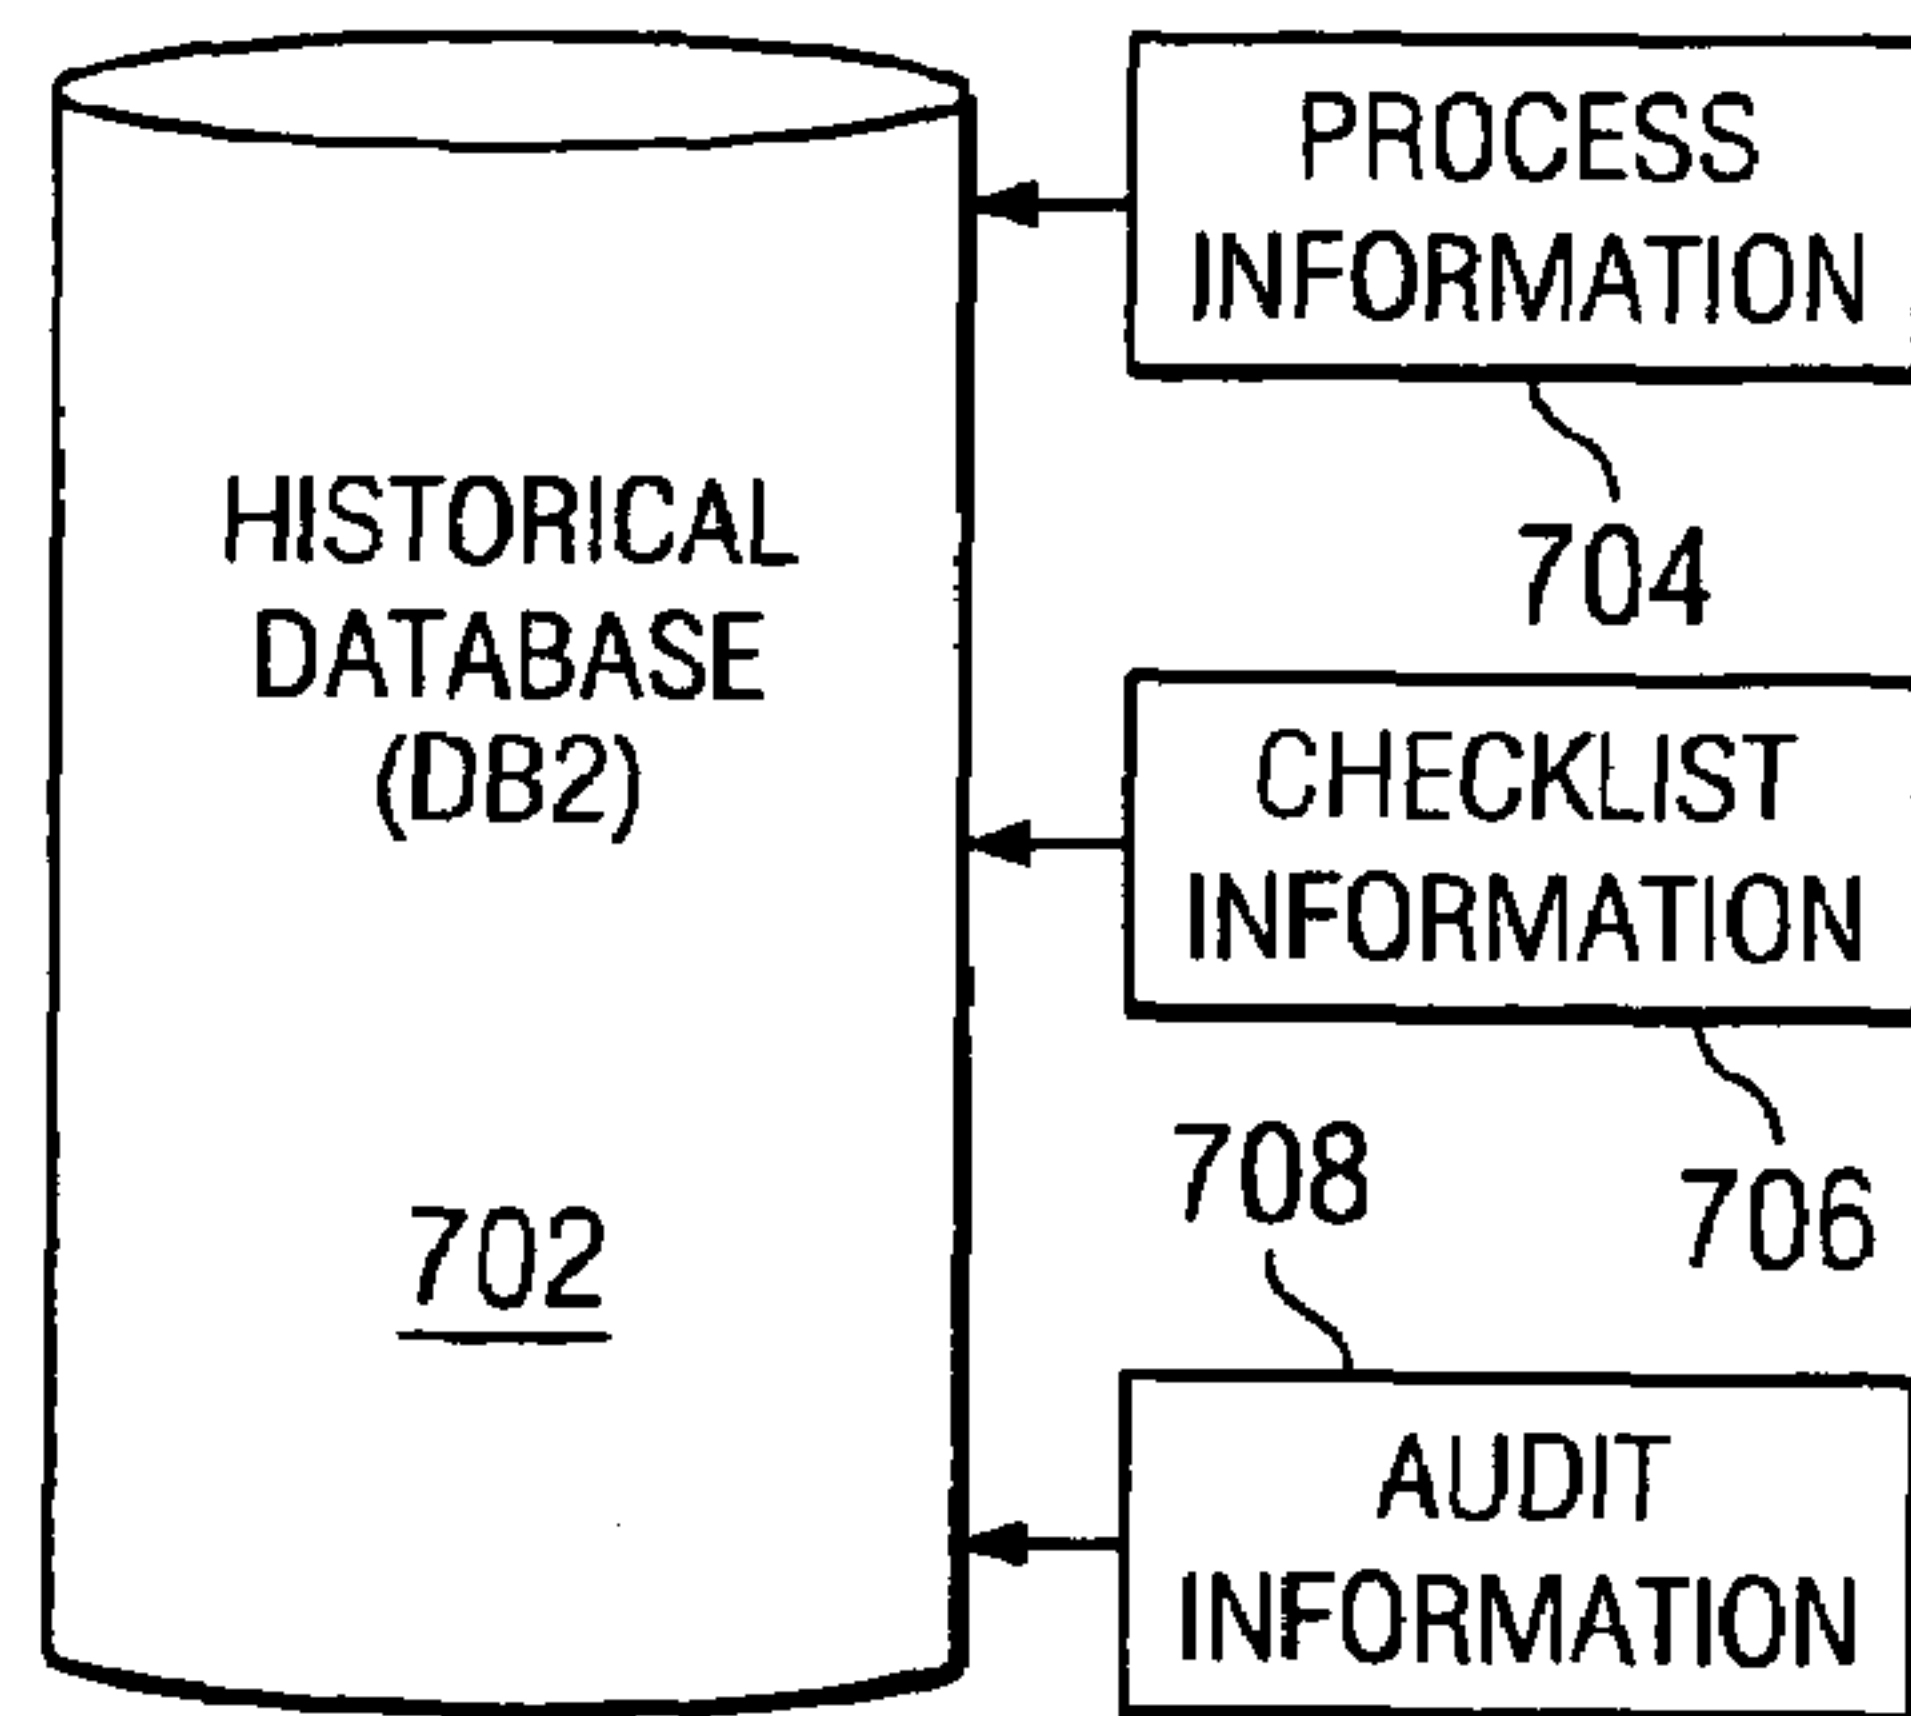 HISTORICAL
DATABASE
(DB2)
702
PROCESS
INFORMATION
704
CHECKLIST
INFORMATION
706
708
AUDIT
INFORMATION